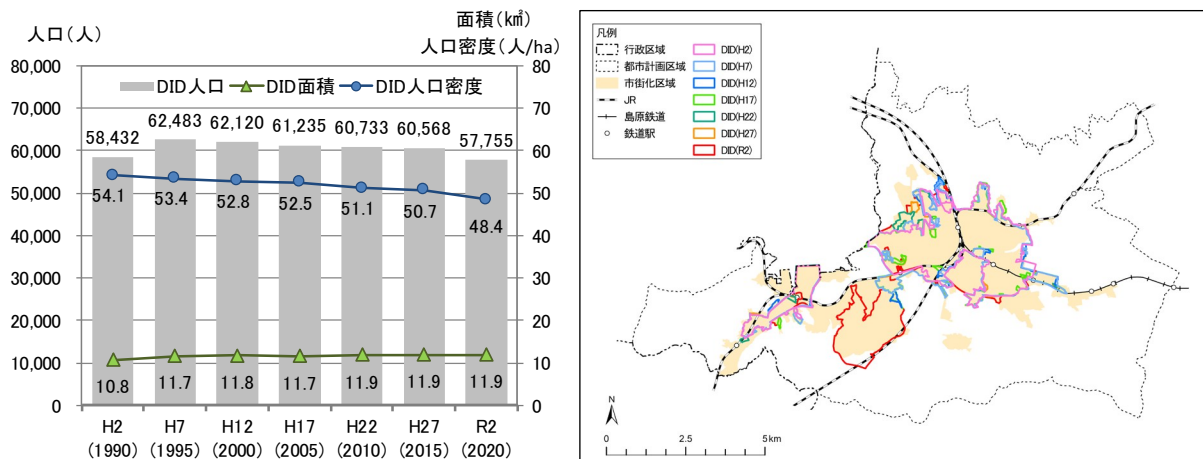 人口(人)
面積(㎢)
人口密度(人/ha)
80,000
70,000
60,000
50,000
40,000
30,000
20,000
10,000
0
80
70
60
50
40
30
20
10
0
DID人口 DID面積 DID人口密度
58,432 62,483 62,120 61,235 60,733 60,568 57,755
54.1 53.4 52.8 52.5 51.1 50.7 48.4
10.8 11.7 11.8 11.7 11.9 11.9 11.9
H2 H7 H12 H17 H22 H27 R2
(1990) (1995) (2000) (2005) (2010) (2015) (2020)
凡例
行政区域 DID(H2)
都市計画区域 DID(H7)
市街化区域 DID(H12)
JR DID(H17)
島原鉄道 DID(H22)
鉄道駅 DID(H27)
DID(R2)
N
0 2.5 5km